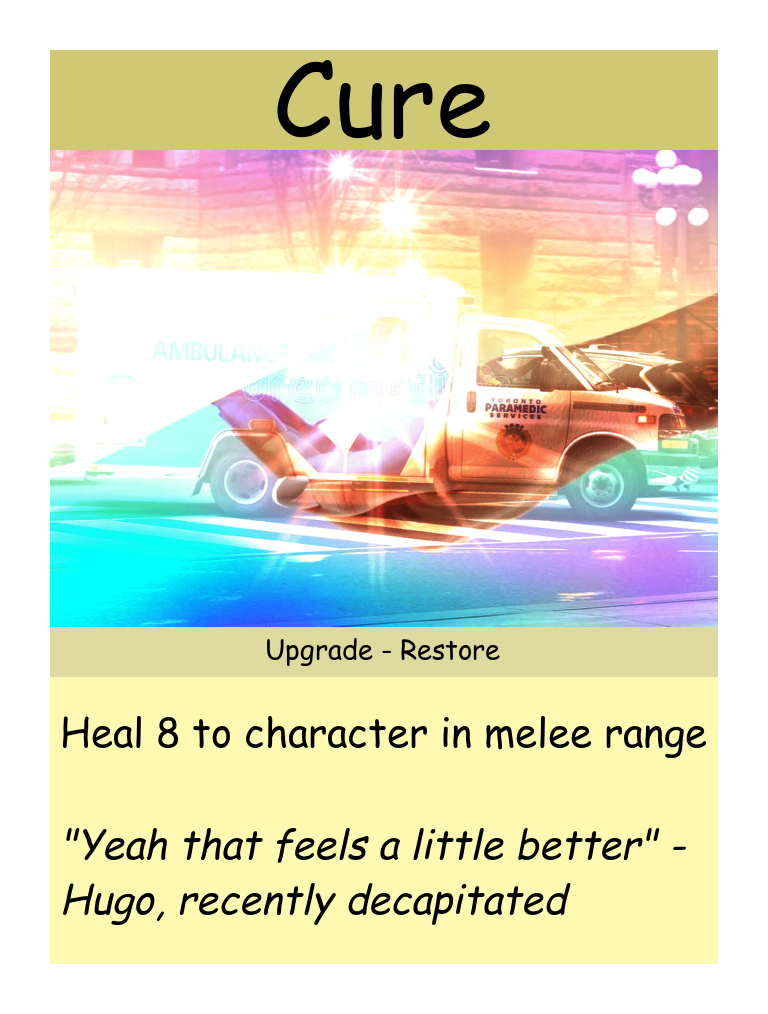 Cure
AMBULANCE
TORONTO
PARAMEDIC
SERVICES
Upgrade - Restore
Heal 8 to character in melee range
"Yeah that feels a little better" -
Hugo, recently decapitated